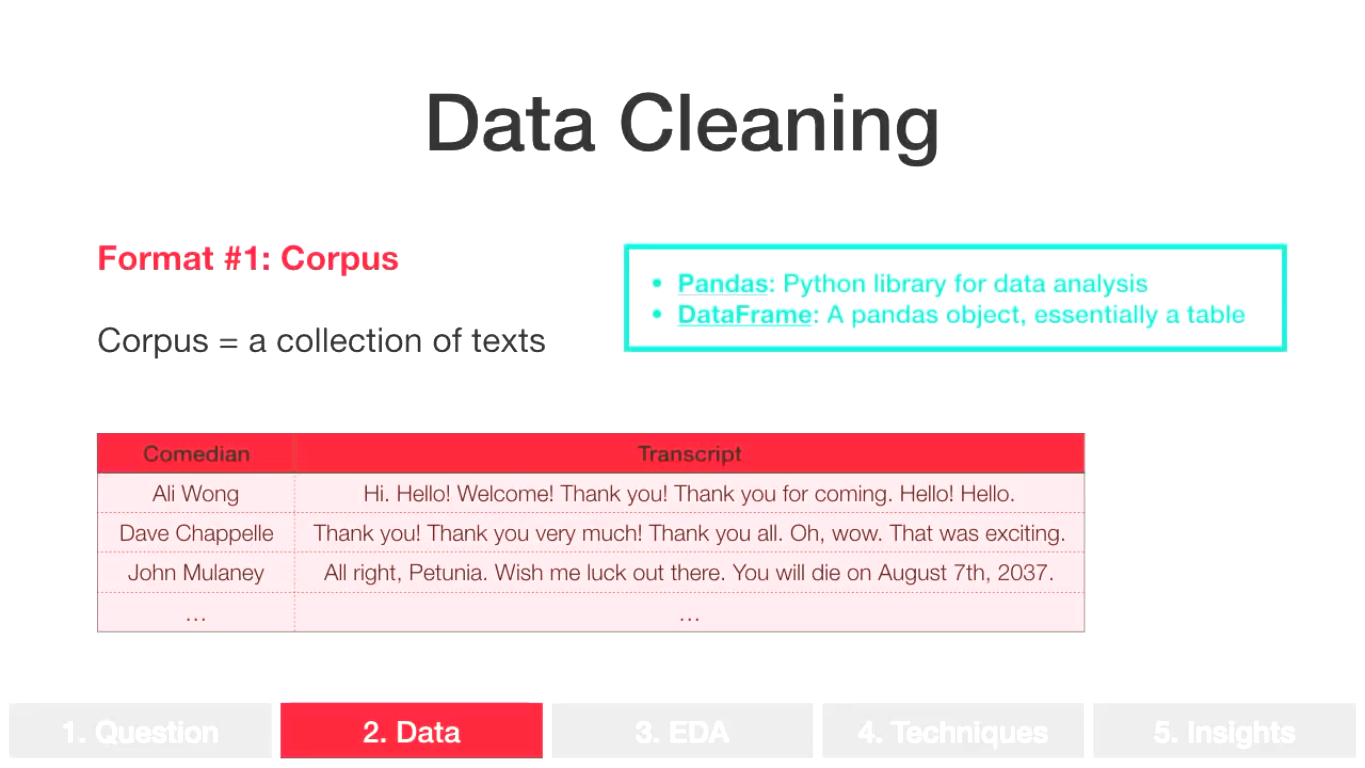 Data Cleaning
Format #1: Corpus
Corpus = a collection of texts
• Pandas: Python library for data analysis
• DataFrame: A pandas object, essentially a table
Comedian Transcript
Ali Wong Hi. Hello! Welcome! Thank you! Thank you for coming. Hello! Hello.
Dave Chappelle Thank you! Thank you very much! Thank you all. Oh, wow. That was exciting.
John Mulaney All right, Petunia. Wish me luck out there. You will die on August 7th, 2037.
… …
1. Question 2. Data 3. EDA 4. Techniques 5. Insights